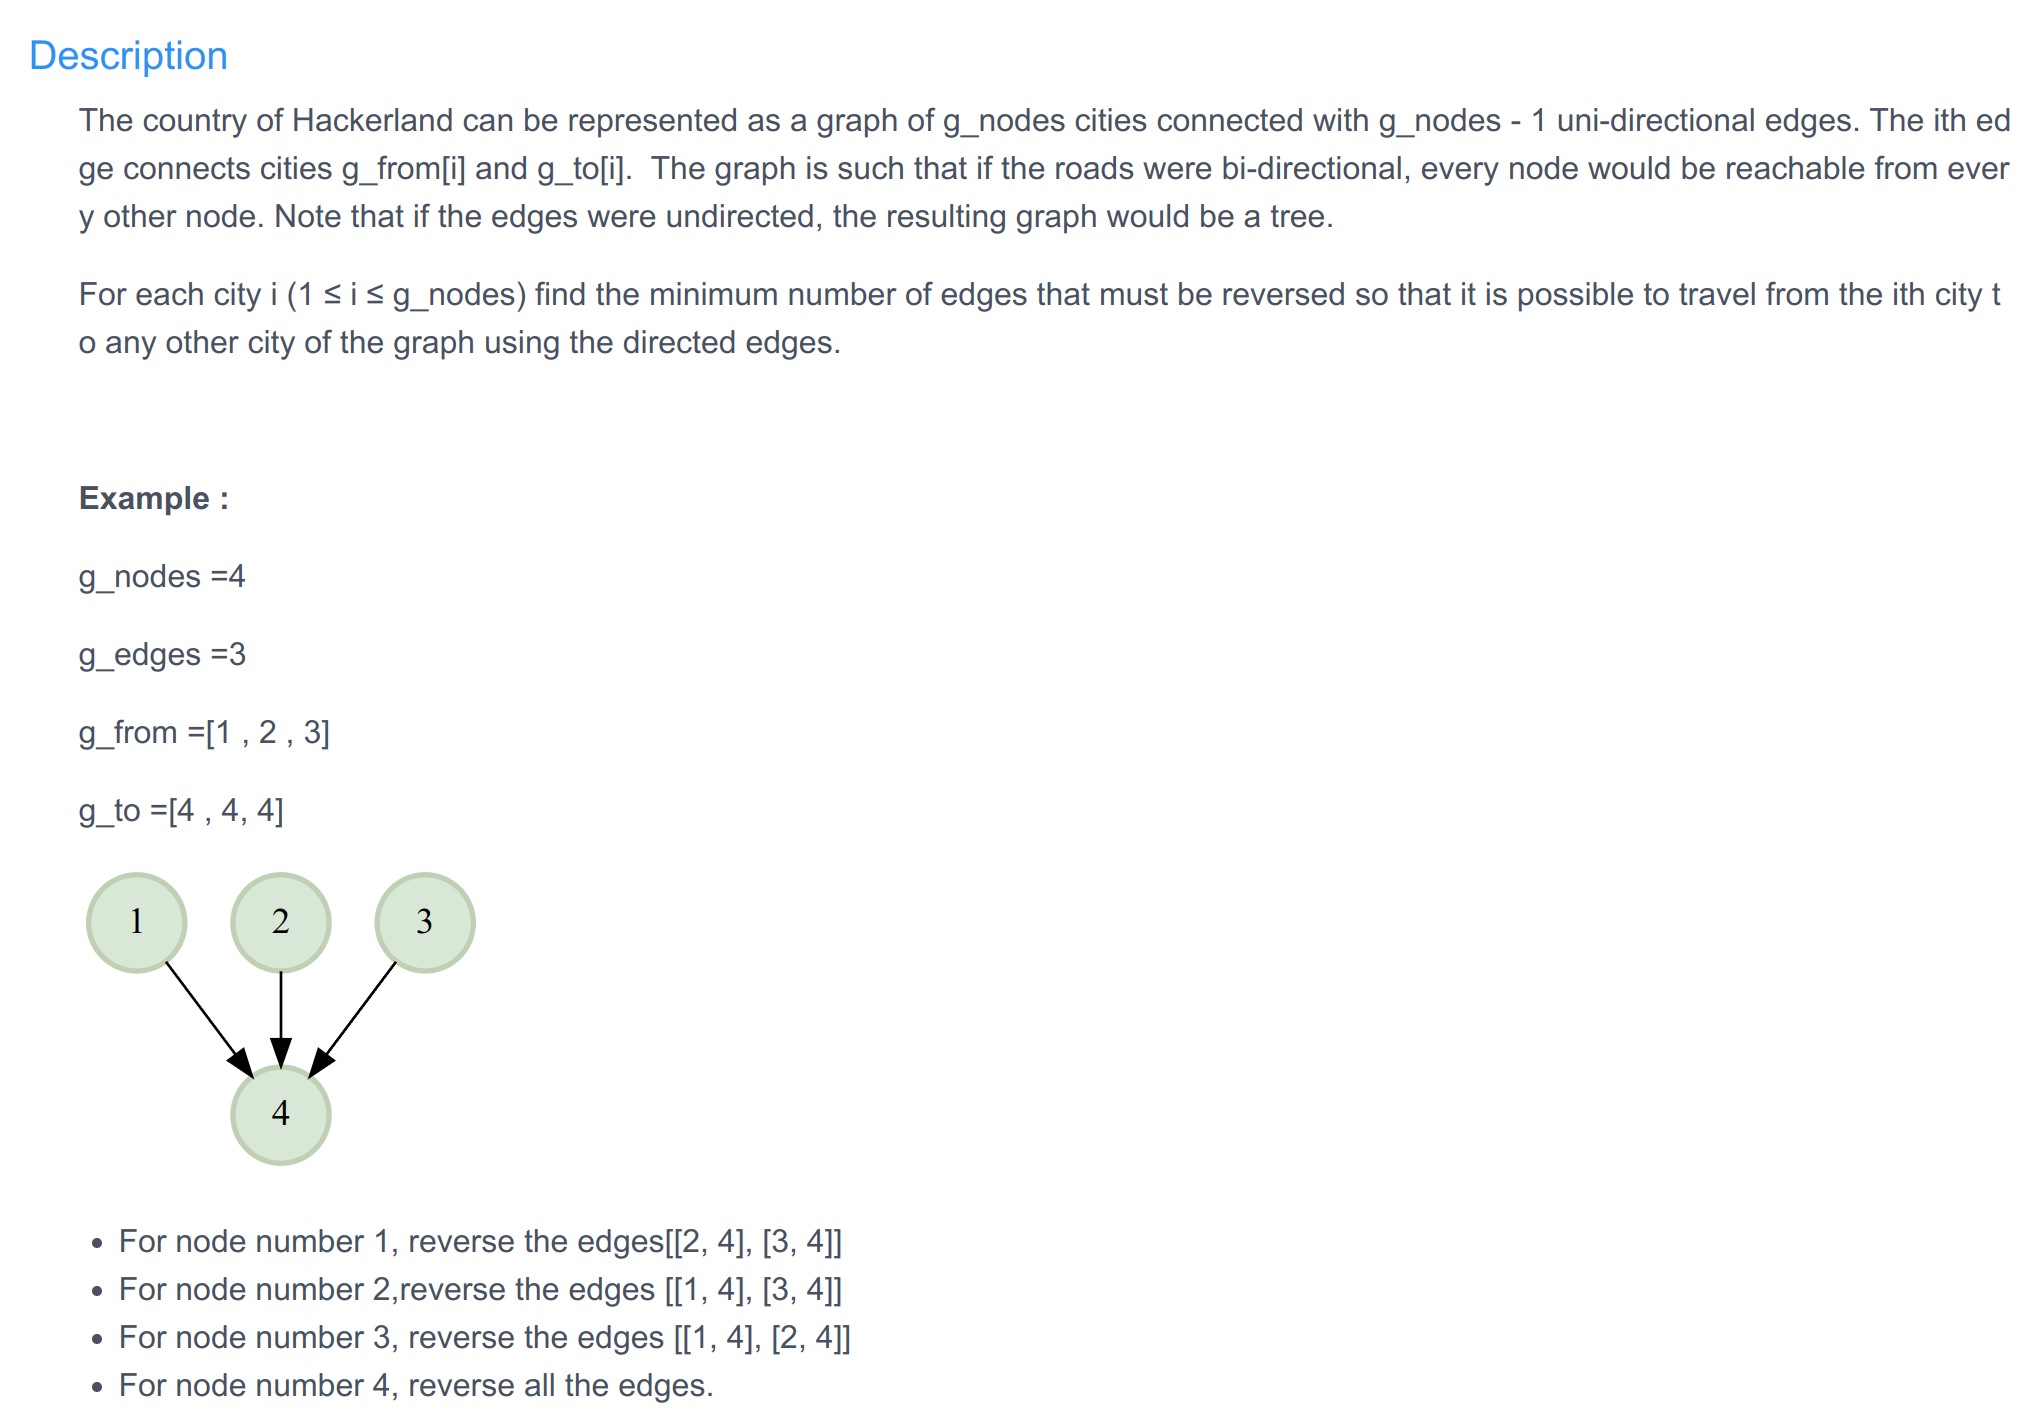 Description
The country of Hackerland can be represented as a graph of g_nodes cities connected with g_nodes - 1 uni-directional edges. The ith ed
ge connects cities g_from[i] and g_to[i].  The graph is such that if the roads were bi-directional, every node would be reachable from ever
y other node. Note that if the edges were undirected, the resulting graph would be a tree.
For each city i (1 ≤ i ≤ g_nodes) find the minimum number of edges that must be reversed so that it is possible to travel from the ith city t
o any other city of the graph using the directed edges.
Example :
g_nodes =4
g_edges =3
g_from =[1 , 2 , 3]
g_to =[4 , 4, 4]
1 2 3
4
• For node number 1, reverse the edges[[2, 4], [3, 4]]
• For node number 2,reverse the edges [[1, 4], [3, 4]]
• For node number 3, reverse the edges [[1, 4], [2, 4]]
• For node number 4, reverse all the edges.